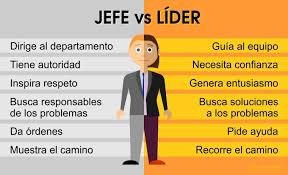 JEFE vs LÍDER
Dirige al departamento
Guía al equipo
Tiene autoridad
Necesita confianza
Inspira respeto
Genera entusiasmo
Busca responsables
de los problemas
Busca soluciones
a los problemas
Da órdenes
Pide ayuda
Muestra el camino
Recorre el camino